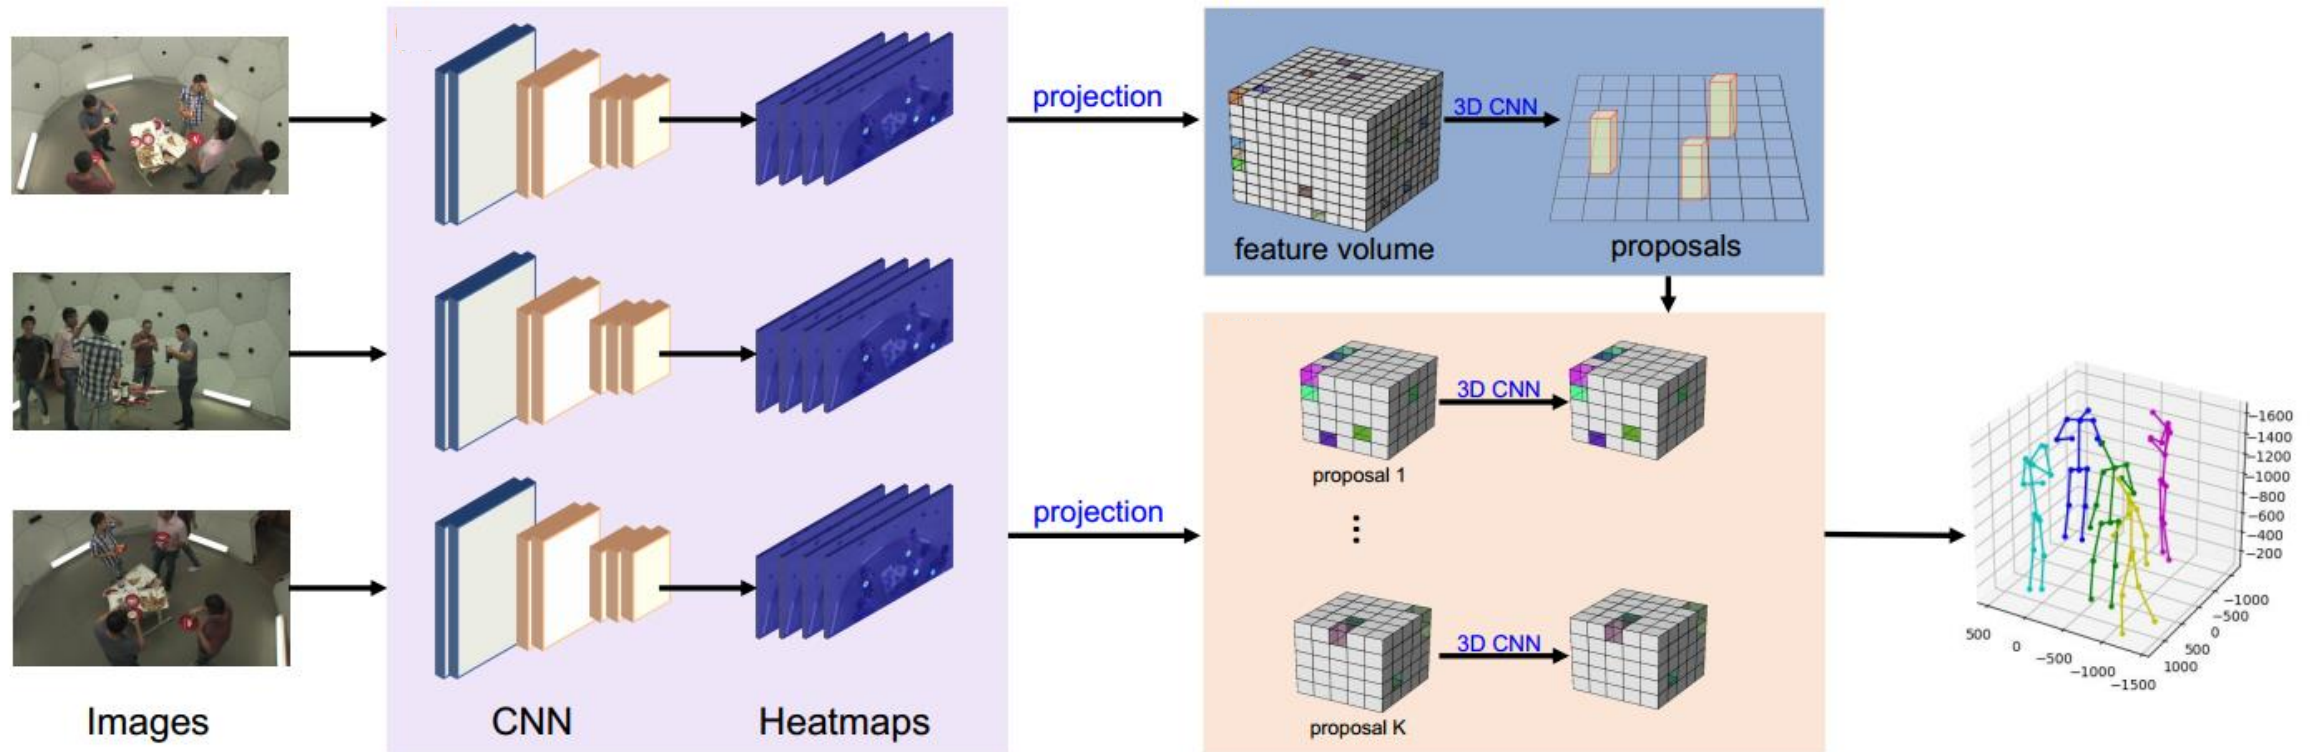 Images
CNN
Heatmaps
projection
projection
3D CNN
feature volume
proposals
3D CNN
proposal 1
3D CNN
proposal K
−1600
−1400
−1200
−1000
−800
−600
−400
−200
−1000
−500
0
500
1000
500
0
−500
−1000
−1500